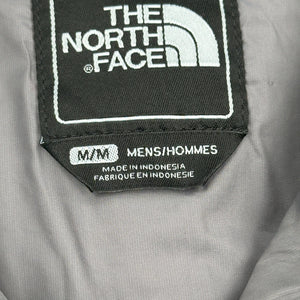 THE
NORTH
FACE
®
M/M MENS/HOMMES
MADE IN INDONESIA
FABRIQUE EN INDONESIE